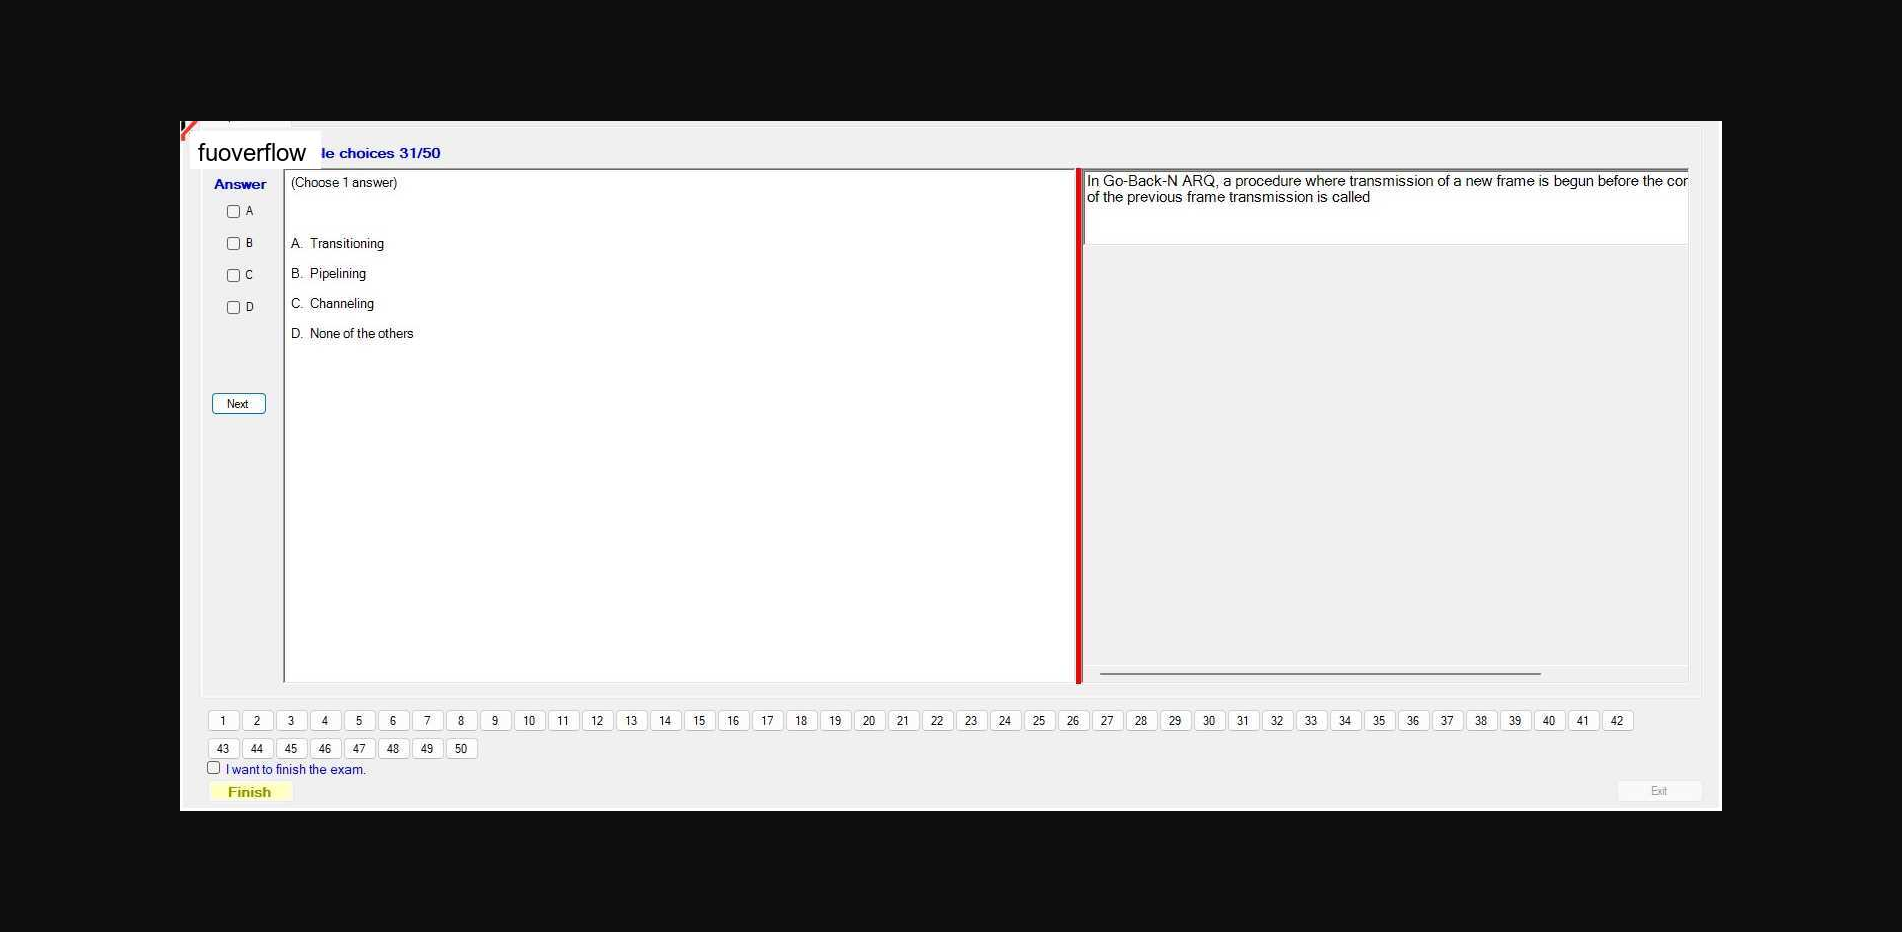 fuoverflow
le choices 31/50
Answer
A
B
C
D
Next
(Choose 1 answer)
A. Transitioning
B. Pipelining
C. Channeling
D. None of the others
In Go-Back-N ARQ, a procedure where transmission of a new frame is begun before the
of the previous frame transmission is called
1 2 3 4 5 6 7 8 9 10 11 12 13 14 15 16 17 18 19 20 21 22 23 24 25 26 27 28 29 30 31 32 33 34 35 36 37 38 39 40 41 42
43 44 45 46 47 48 49 50
I want to finish the exam.
Finish
Exit